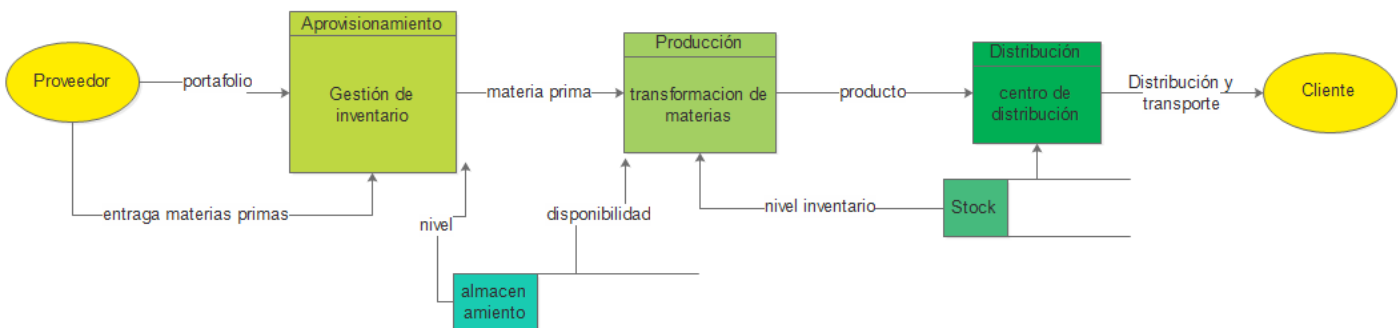 Proveedor
portafolio
entraga materias primas
Aprovisionamiento
Gestión de
inventario
materia prima
nivel
almacen
amiento
disponibilidad
Producción
transformacion de
materias
producto
nivel inventario
Stock
Distribución
centro de
distribución
Distribución y
transporte
Cliente